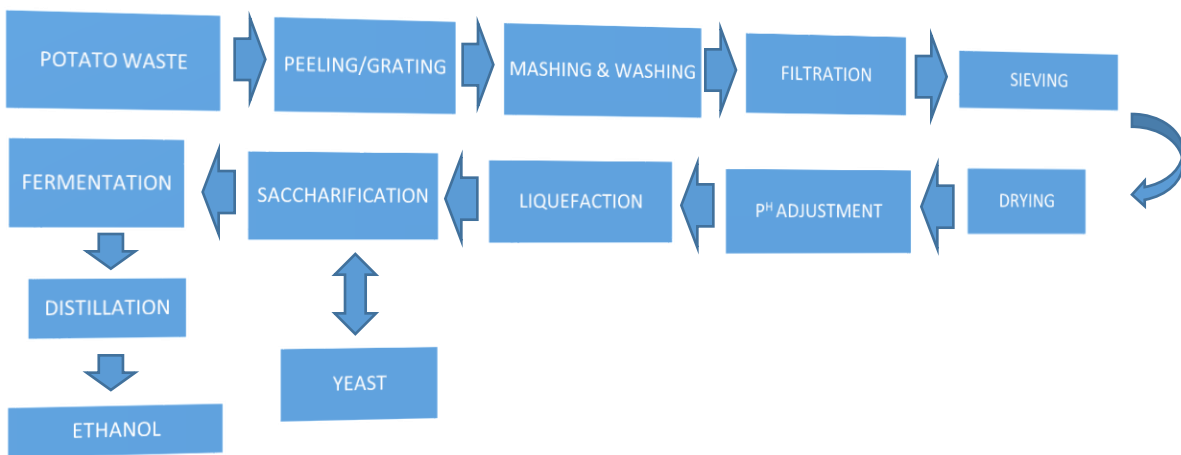 POTATO WASTE
PEELING/GRATING
MASHING & WASHING
FILTRATION
SIEVING
DRYING
Pᴴ ADJUSTMENT
LIQUEFACTION
SACCHARIFICATION
FERMENTATION
DISTILLATION
YEAST
ETHANOL